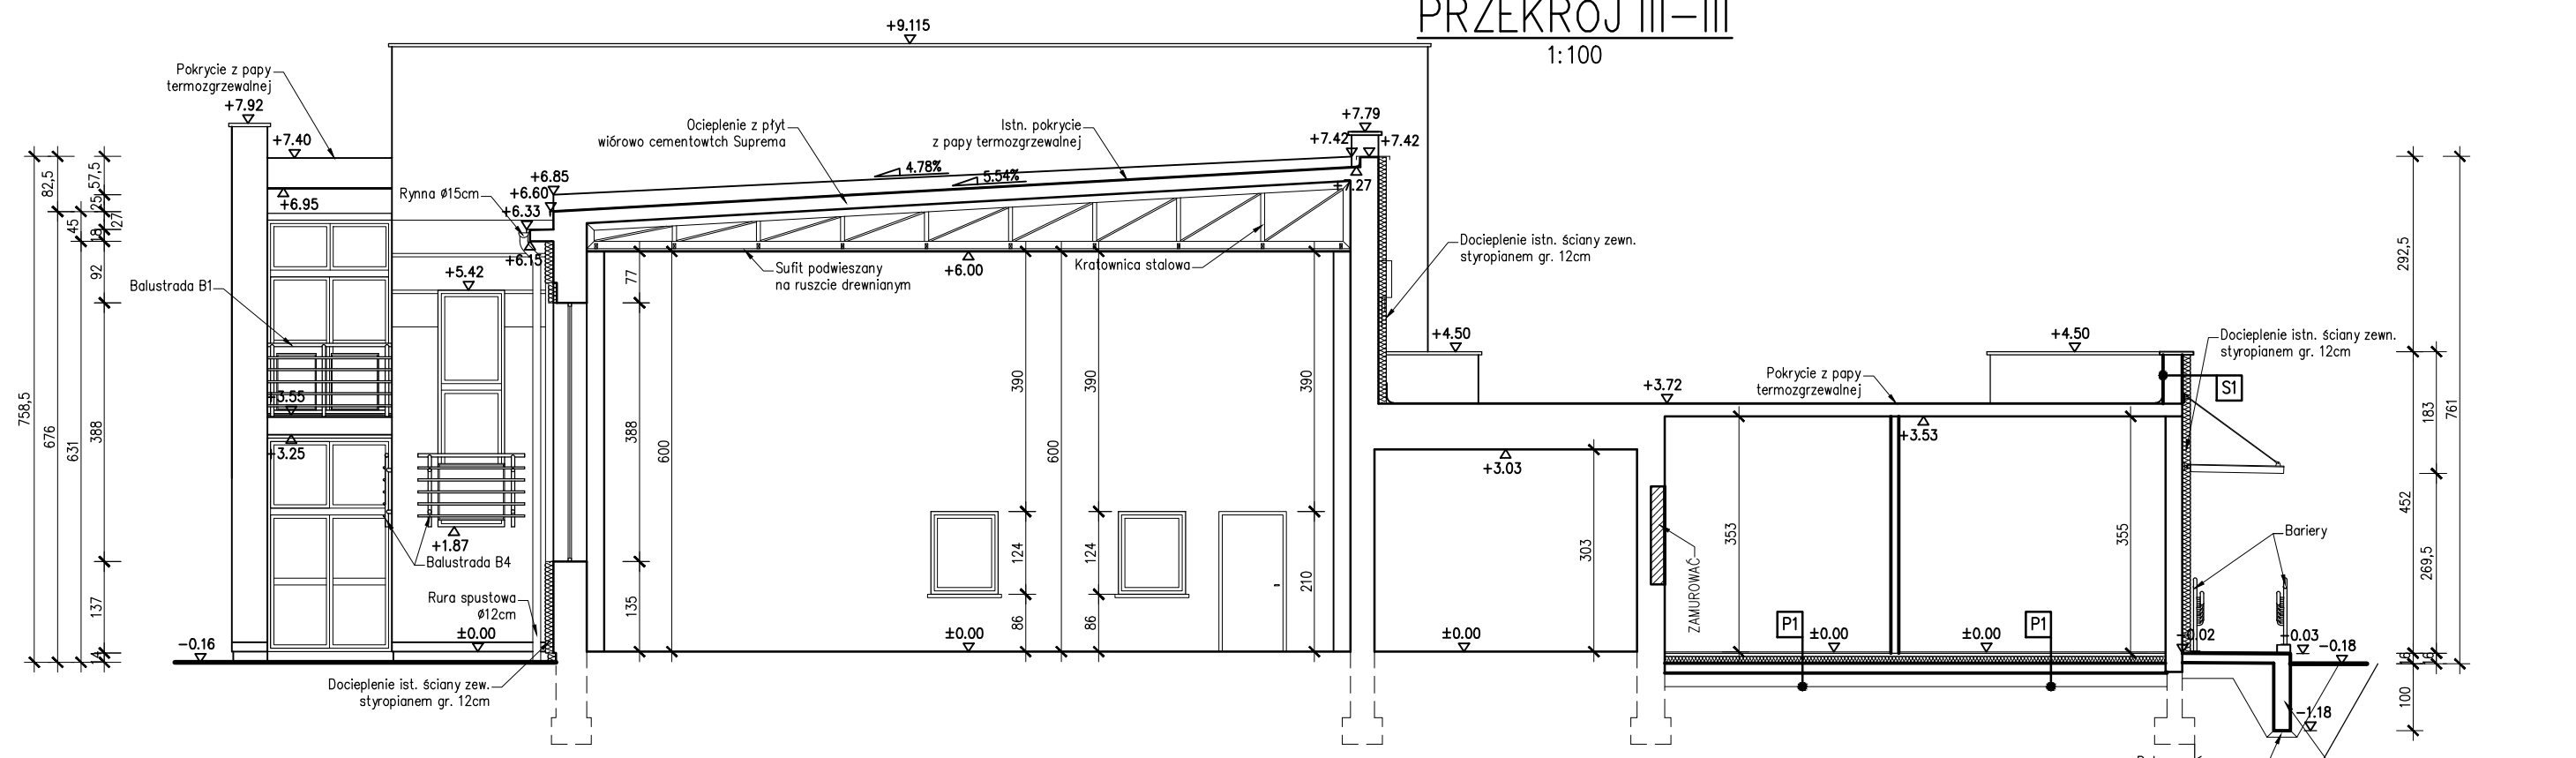 PRZEKRÓJ III-III
1:100
+9.115
Pokrycie z papy
termozgrzewalnej
+7.92
+7.40
+6.95
Rynna ø15cm
+6.85
+6.60
+6.33
+6.15
Ocieplenie z płyt
wiórowo cementowtch Suprema
Istn. pokrycie
z papy termozgrzewalnej
4.78%
5.54%
+7.79
+7.42
+7.42
+7.27
Docieplenie istn. ściany zewn.
styropianem gr. 12cm
Sufit podwieszany
na ruszcie drewnianym
+6.00
Kratownica stalowa
Balustrada B1
+5.42
+3.55
+3.25
+1.87
Balustrada B4
Rura spustowa
ø12cm
-0.16
±0.00
Docieplenie ist. ściany zew.
styropianem gr. 12cm
758,5
82,5
676
45
631
57,5
25
27
18
92
388
137
14
77
388
135
600
390
124
86
600
390
124
86
390
210
±0.00
+4.50
+3.72
Pokrycie z papy
termozgrzewalnej
+4.50
Docieplenie istn. ściany zewn.
styropianem gr. 12cm
S1
+3.53
+3.03
303
±0.00
ZAMUROWAĆ
353
P1
±0.00
±0.00
P1
355
Bariery
-0.02
-0.03
-0.18
-1.18
292,5
452
16
100
183
269,5
16
761